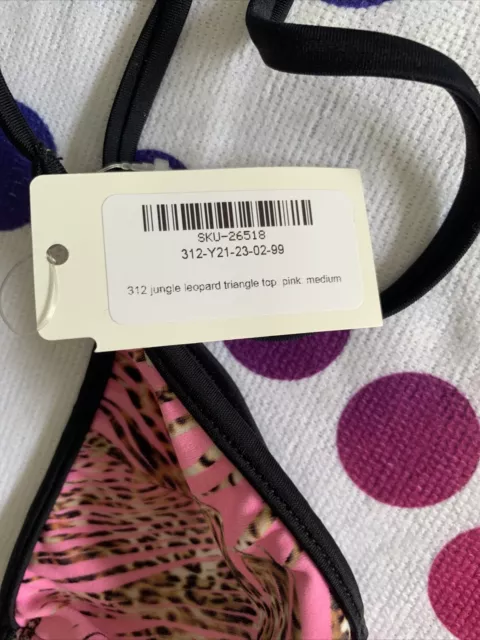 SKU-26518
312-Y21-23-02-99
312 jungle leopard triangle top pink medium